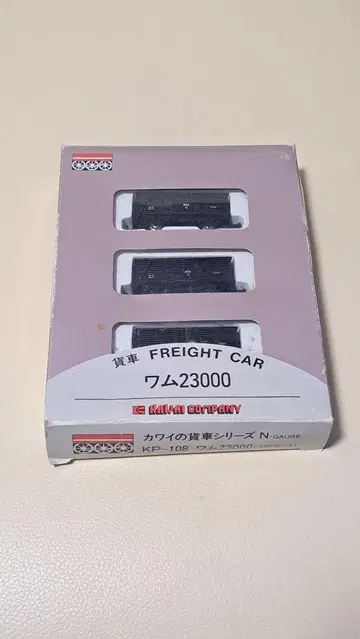 貨車 FREIGHT CAR
ワム23000
KAWAI COMPANY
カワイの貨車シリーズ N-GAUGE
KP-108 ワム23000